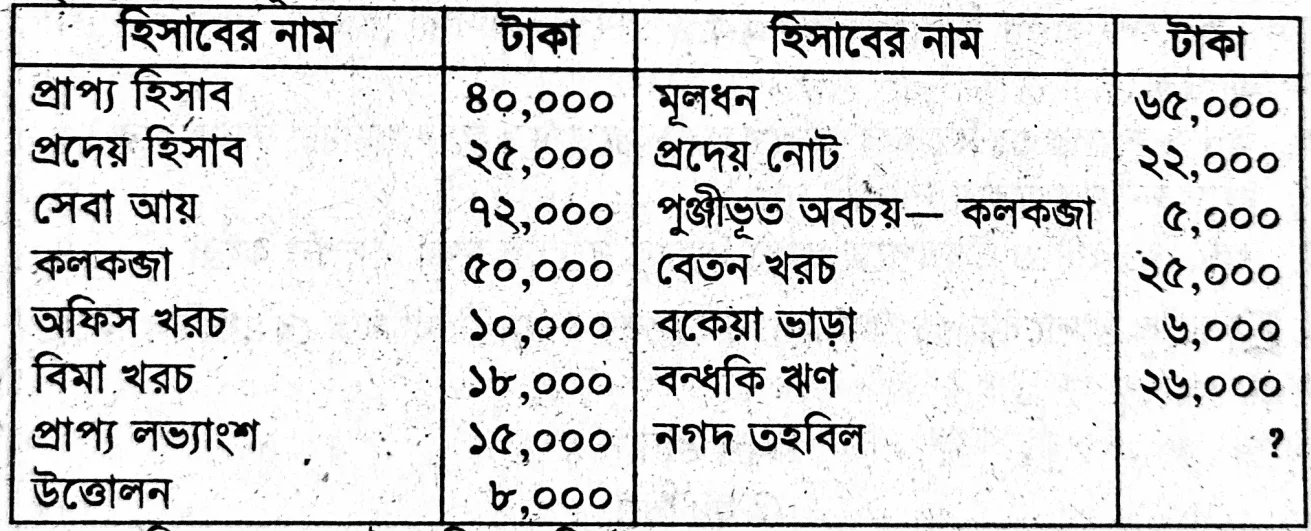 হিসাবের নাম টাকা হিসাবের নাম টাকা
প্রাপ্য হিসাব ৪০,০০০ মূলধন ৬৫,০০০
প্রদেয় হিসাব ২৫,০০০ প্রদেয় নোট ২২,০০০
সেবা আয় ৭২,০০০ পুঞ্জীভূত অবচয়— কলকব্জা ৫,০০০
কলকব্জা ৫০,০০০ বেতন খরচ ২৫,০০০
অফিস খরচ ১০,০০০ বকেয়া ভাড়া ৬,০০০
বিমা খরচ ১৮,০০০ বন্ধকি ঋণ ২৬,০০০
প্রাপ্য লভ্যাংশ ১৫,০০০ নগদ তহবিল ?
উত্তোলন ৮,০০০